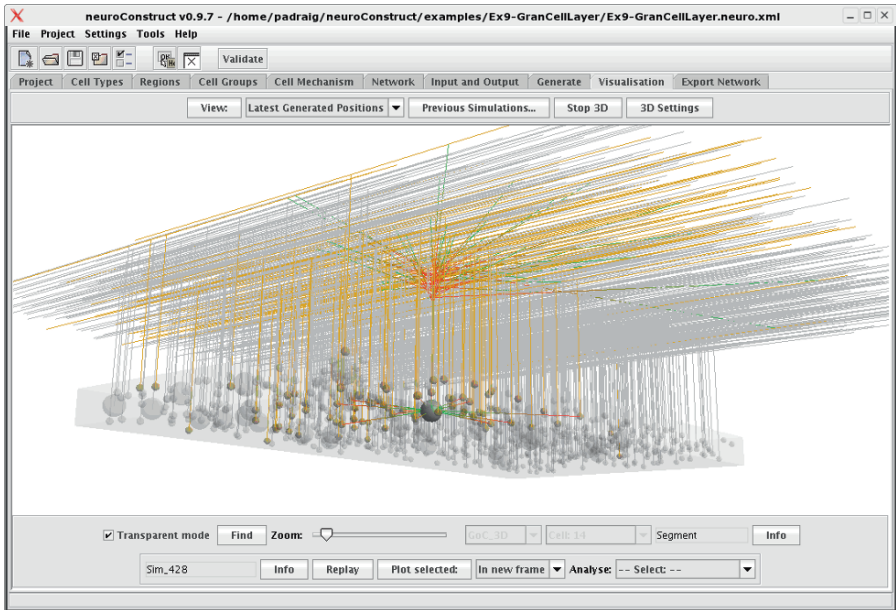 neuroConstruct v0.9.7 - /home/padraig/neuroConstruct/examples/Ex9-GranCellLayer/Ex9-GranCellLayer.neuro.xml
File Project Settings Tools Help
Validate
Project Cell Types Regions Cell Groups Cell Mechanism Network Input and Output Generate Visualisation Export Network
View: Latest Generated Positions Previous Simulations... Stop 3D 3D Settings
Transparent mode Find Zoom: GoC_3D Cell: 14 Segment Info
Sim_428 Info Replay Plot selected: In new frame Analyse: -- Select: --